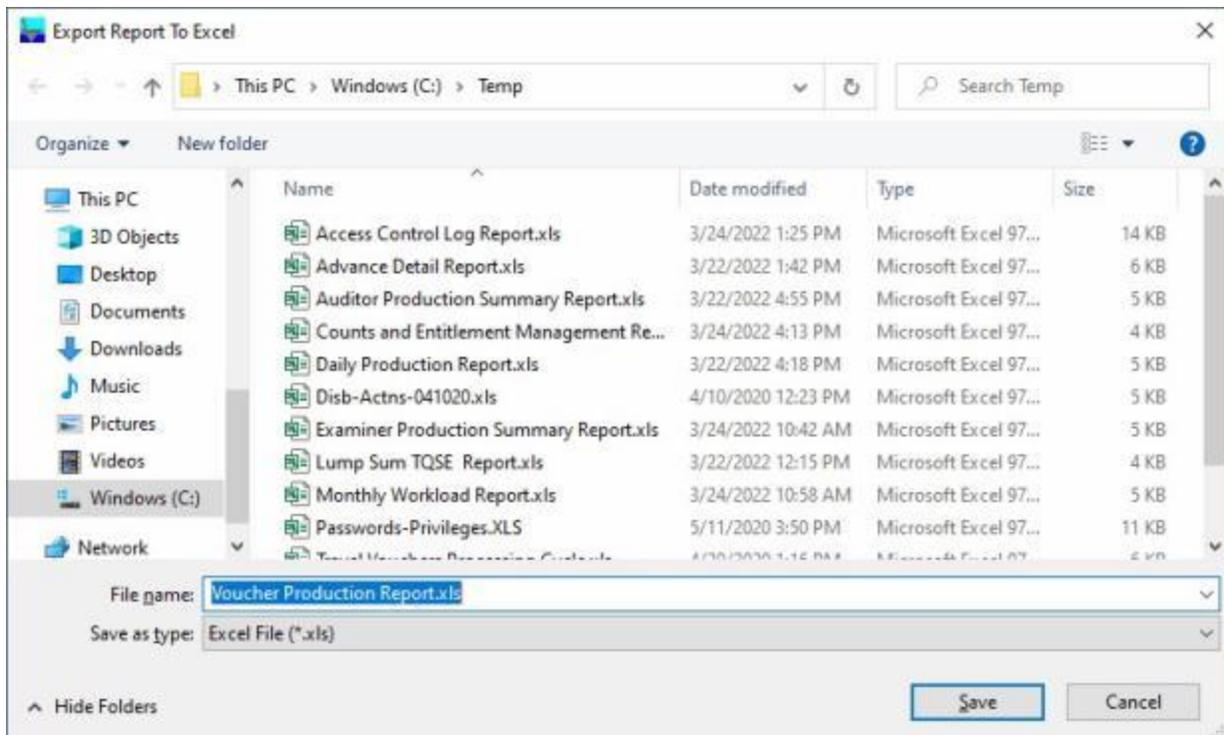 Export Report To Excel
This PC > Windows (C:) > Temp
Search Temp
Organize
New folder
Name Date modified Type Size
This PC
3D Objects
Desktop
Documents
Downloads
Music
Pictures
Videos
Windows (C:)
Network
Access Control Log Report.xls 3/24/2022 1:25 PM Microsoft Excel 97... 14 KB
Advance Detail Report.xls 3/22/2022 1:42 PM Microsoft Excel 97... 6 KB
Auditor Production Summary Report.xls 3/22/2022 4:55 PM Microsoft Excel 97... 5 KB
Counts and Entitlement Management Re... 3/24/2022 4:13 PM Microsoft Excel 97... 4 KB
Daily Production Report.xls 3/22/2022 4:18 PM Microsoft Excel 97... 5 KB
Disb-Actns-041020.xls 4/10/2020 12:23 PM Microsoft Excel 97... 5 KB
Examiner Production Summary Report.xls 3/24/2022 10:42 AM Microsoft Excel 97... 5 KB
Lump Sum TQSE Report.xls 3/22/2022 12:15 PM Microsoft Excel 97... 4 KB
Monthly Workload Report.xls 3/24/2022 10:58 AM Microsoft Excel 97... 5 KB
Passwords-Privileges.XLS 5/11/2020 3:50 PM Microsoft Excel 97... 11 KB
File name: Voucher Production Report.xls
Save as type: Excel File (*.xls)
Hide Folders
Save
Cancel